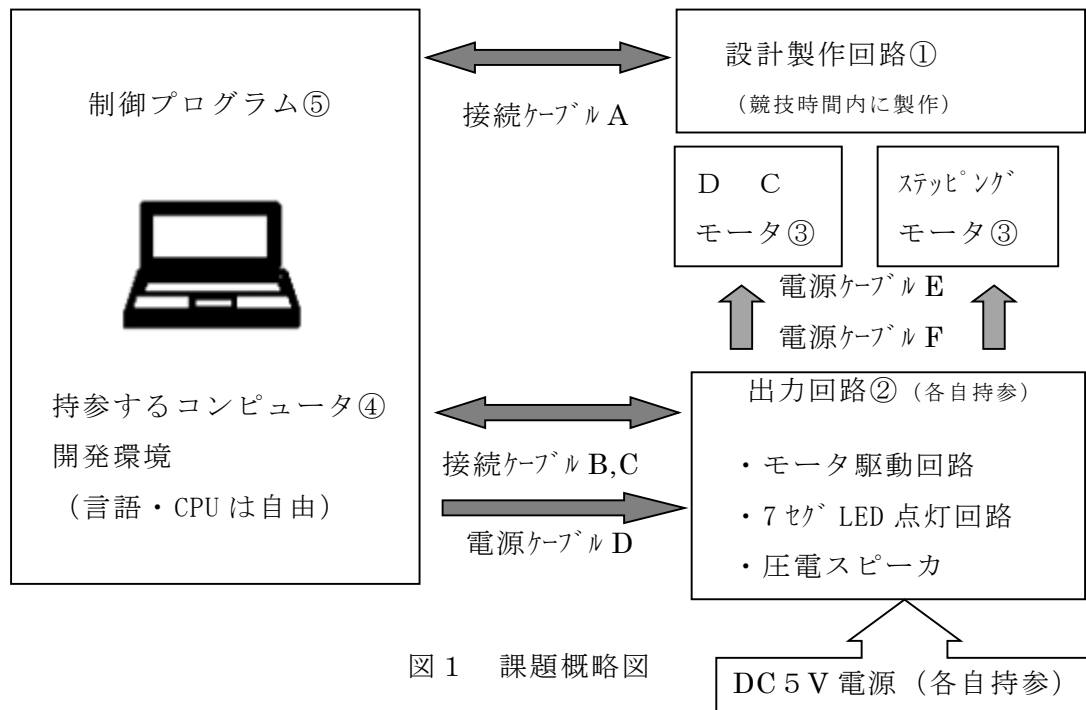 制御プログラム⑤
持参するコンピュータ④
開発環境
(言語・CPUは自由)
接続ｹｰﾌﾞﾙA
設計製作回路①
(競技時間内に製作)
D C
モータ③
ｽﾃｯﾋﾟﾝｸﾞ
モータ③
電源ｹｰﾌﾞﾙE
電源ｹｰﾌﾞﾙF
接続ｹｰﾌﾞﾙB,C
電源ｹｰﾌﾞﾙD
出力回路②(各自持参)
・モータ駆動回路
・7ｾｸﾞLED点灯回路
・圧電スピーカ
図1 課題概略図
DC5V電源(各自持参)